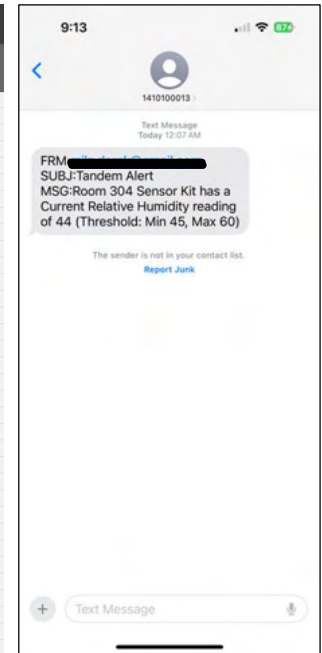 9:13
87
1410100013
Text Message
Today 12:07 AM
FRM
SUBJ:Tandem Alert
MSG:Room 304 Sensor Kit has a
Current Relative Humidity reading
of 44 (Threshold: Min 45, Max 60)
The sender is not in your contact list.
Report Junk
Text Message